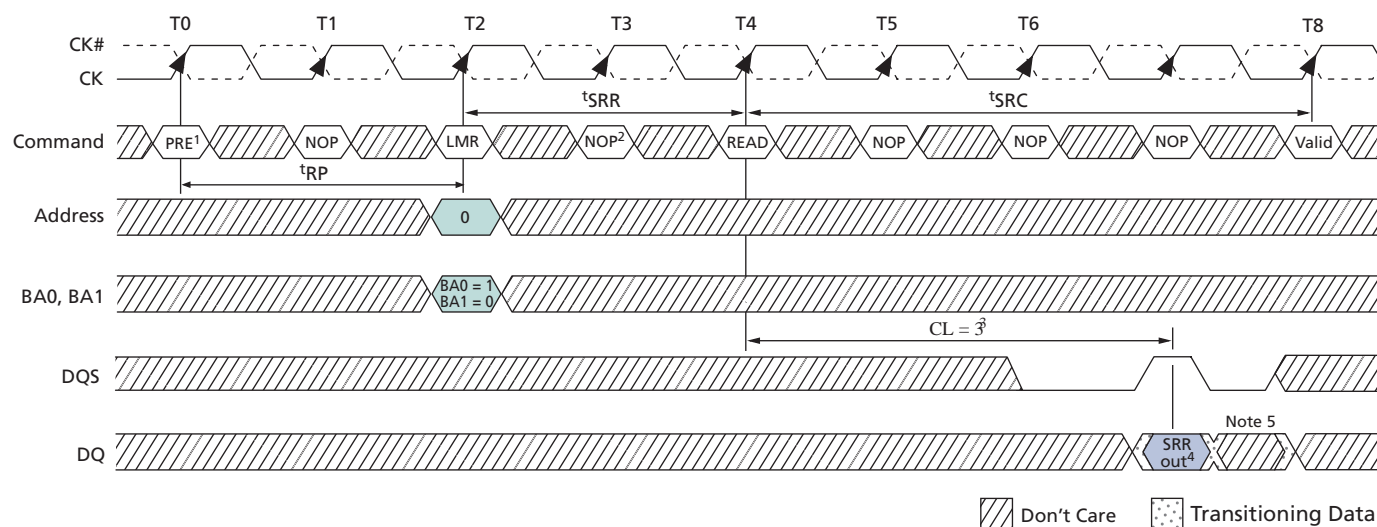 T0 T1 T2 T3 T4 T5 T6 T8
CK#
CK
tSRR tSRC
Command PRE1 NOP LMR NOP2 READ NOP NOP NOP Valid
tRP
Address 0
BA0, BA1 BA0 = 1
BA1 = 0
CL = 33
DQS
Note 5
DQ SRR
out4
Don't Care Transitioning Data